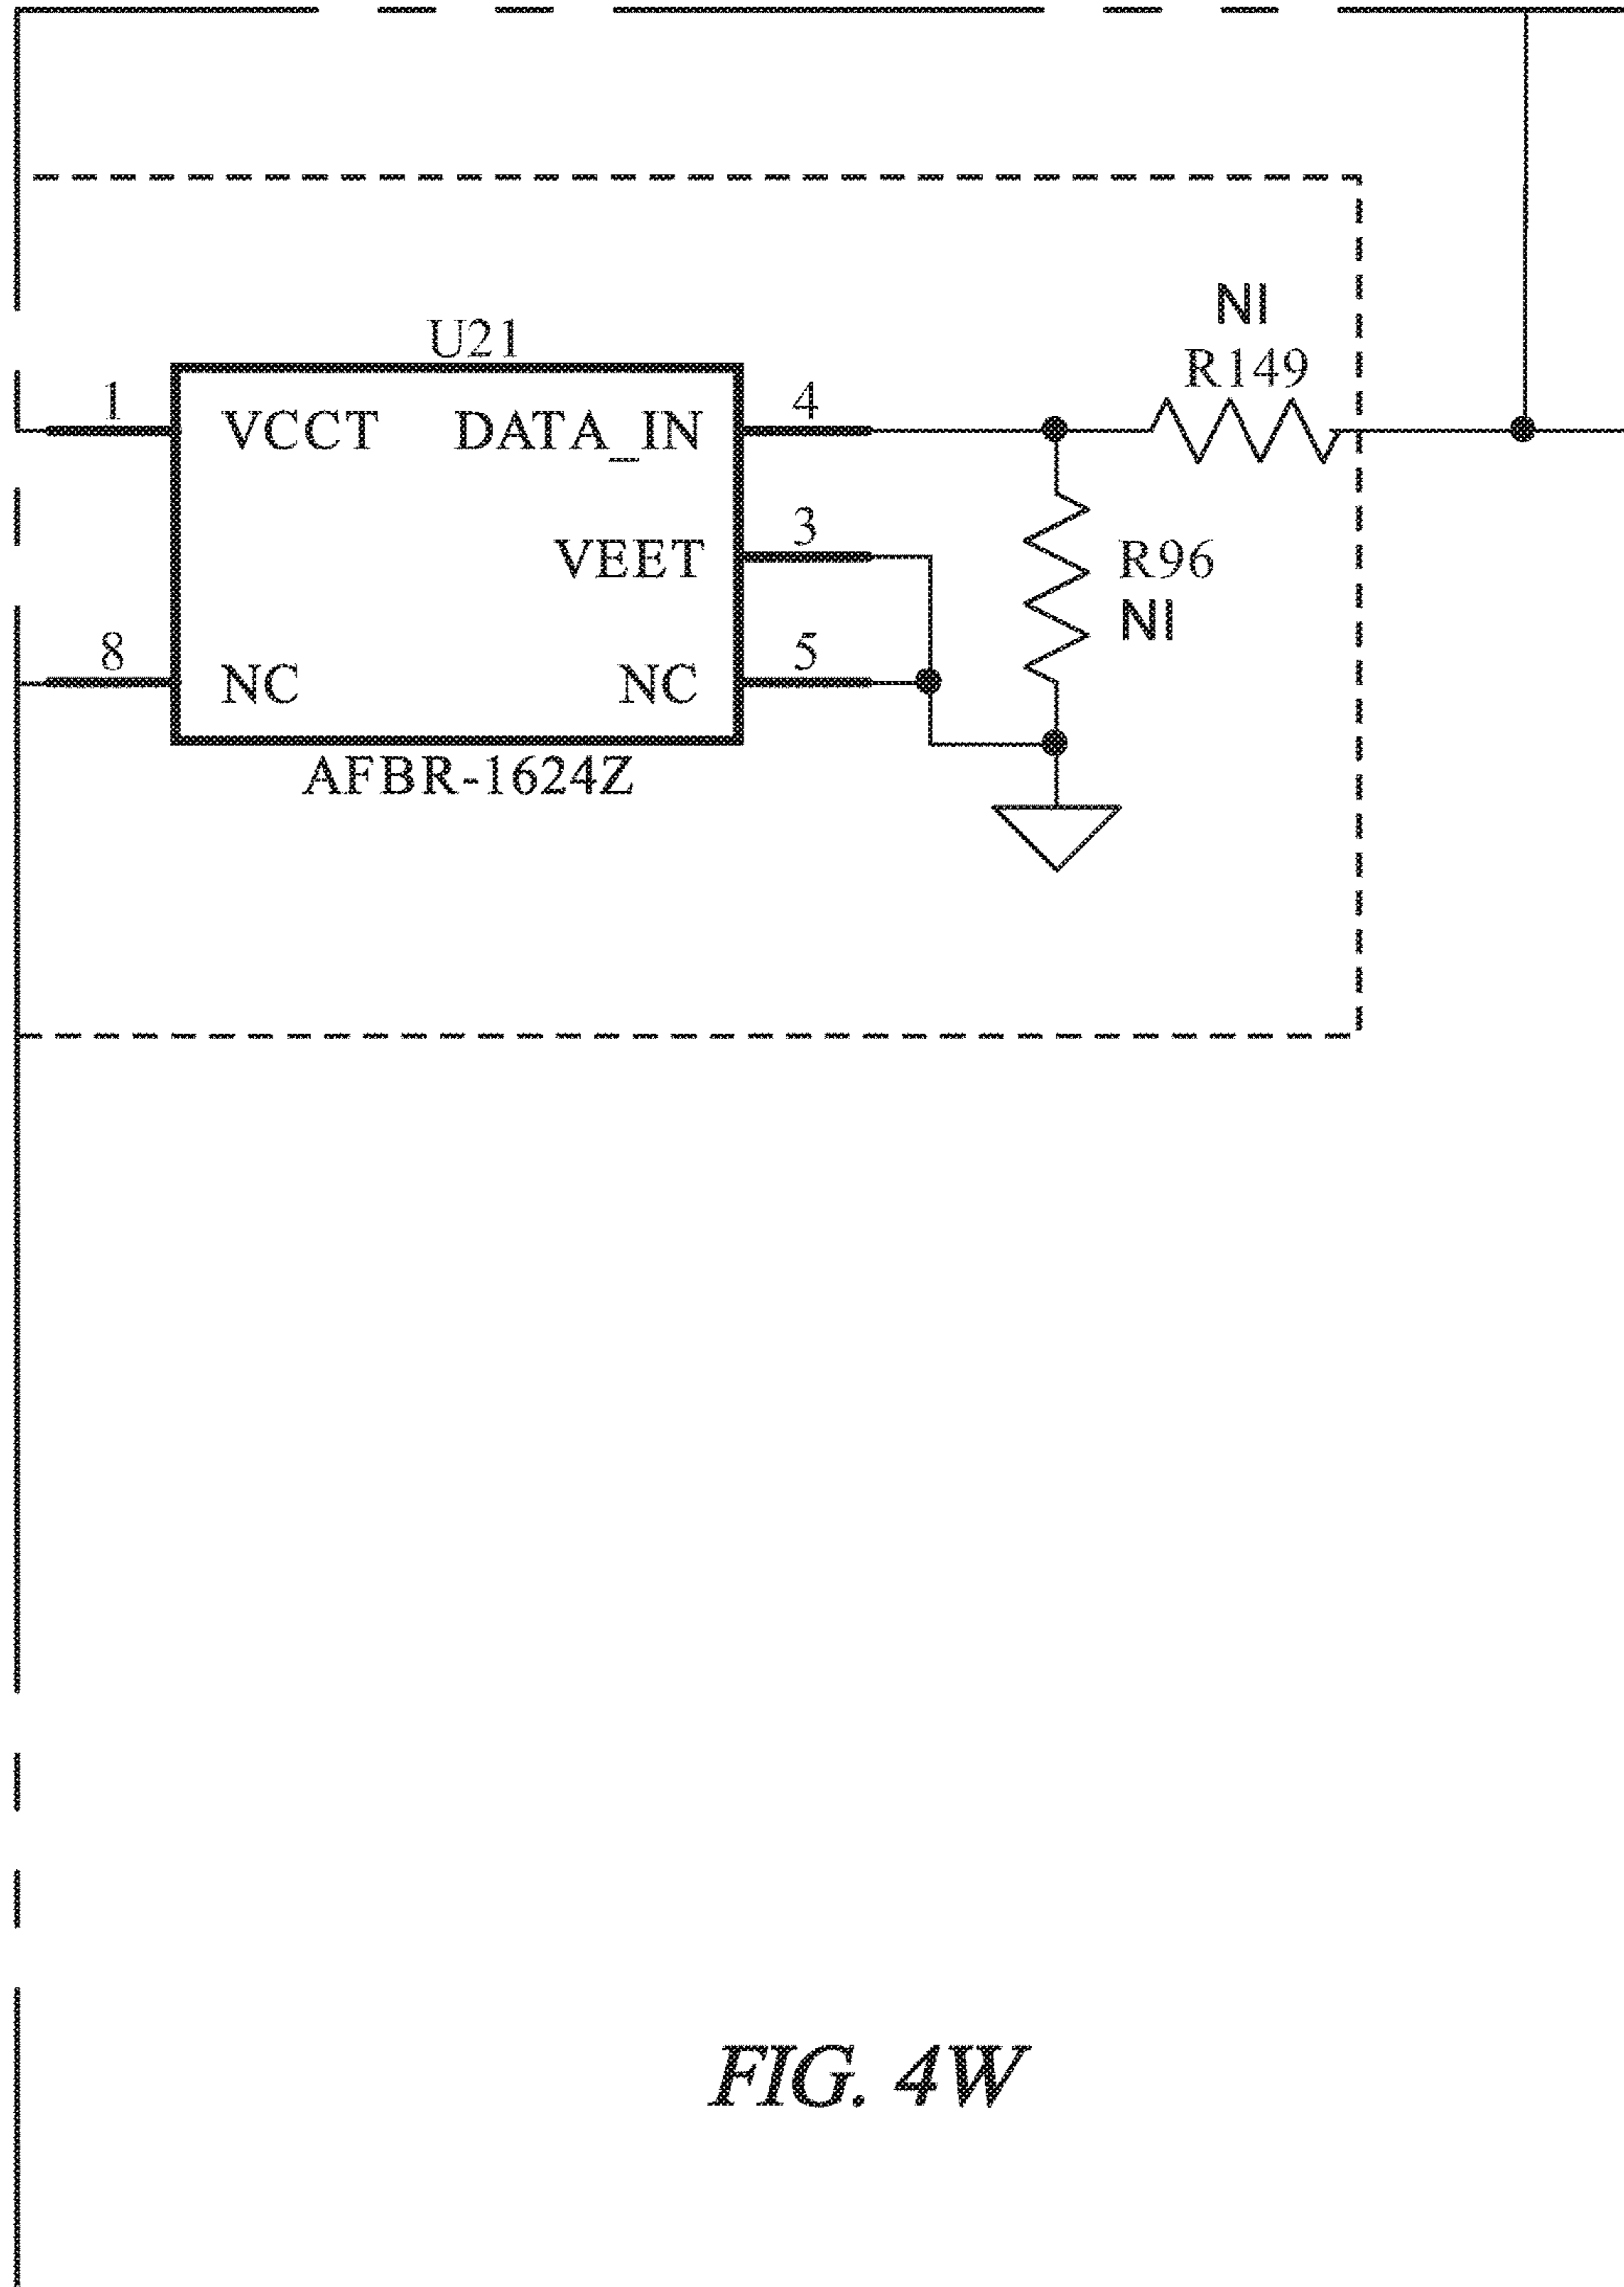 NI
U21
R149
1
VCCT
DATA_IN
4
3
VEET
R96
NI
8
NC
NC
5
AFBR-1624Z
FIG. 4W